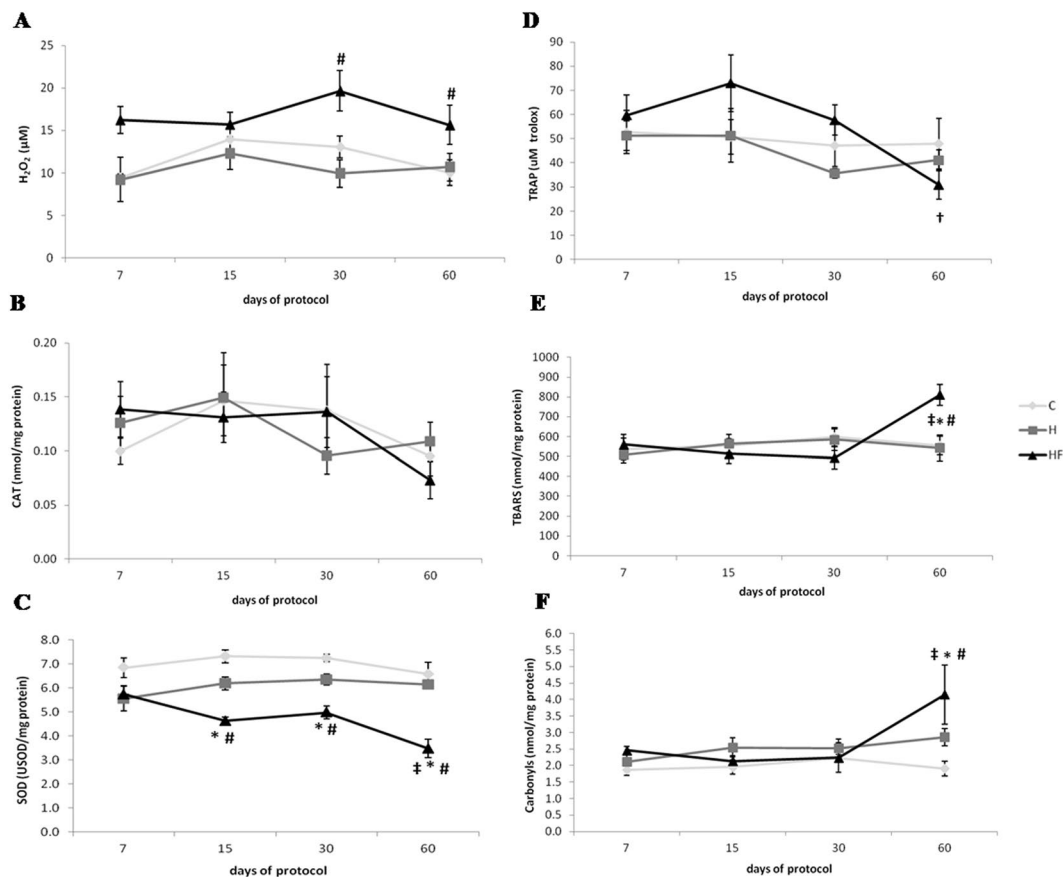 A
H₂O₂ (µM)
25
20
15
10
5
0
#
#
7 15 30 60
days of protocol
B
CAT (nmol/mg protein)
0.20
0.15
0.10
0.05
0.00
7 15 30 60
days of protocol
C
SOD (USOD/mg protein)
8.0
7.0
6.0
5.0
4.0
3.0
2.0
1.0
0.0
* #
* #
‡ * #
7 15 30 60
days of protocol
D
TRAP (uM trolox)
90
80
70
60
50
40
30
20
10
0
†
7 15 30 60
days of protocol
E
TBARS (nmol/mg protein)
1000
900
800
700
600
500
400
300
200
100
0
‡* #
7 15 30 60
days of protocol
C
H
HF
F
Carbonyls (nmol/mg protein)
6.0
5.5
5.0
4.5
4.0
3.5
3.0
2.5
2.0
1.5
1.0
0.5
0.0
‡ * #
7 15 30 60
days of protocol